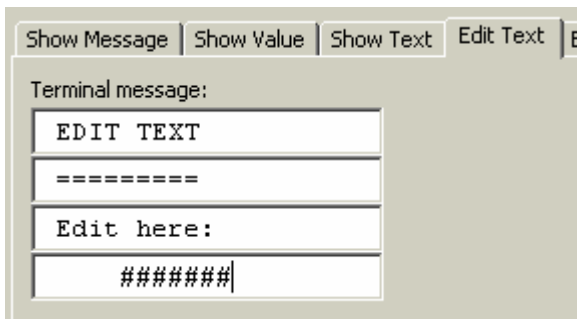 Show Message Show Value Show Text Edit Text
Terminal message:
EDIT TEXT
=========
Edit here:
#######